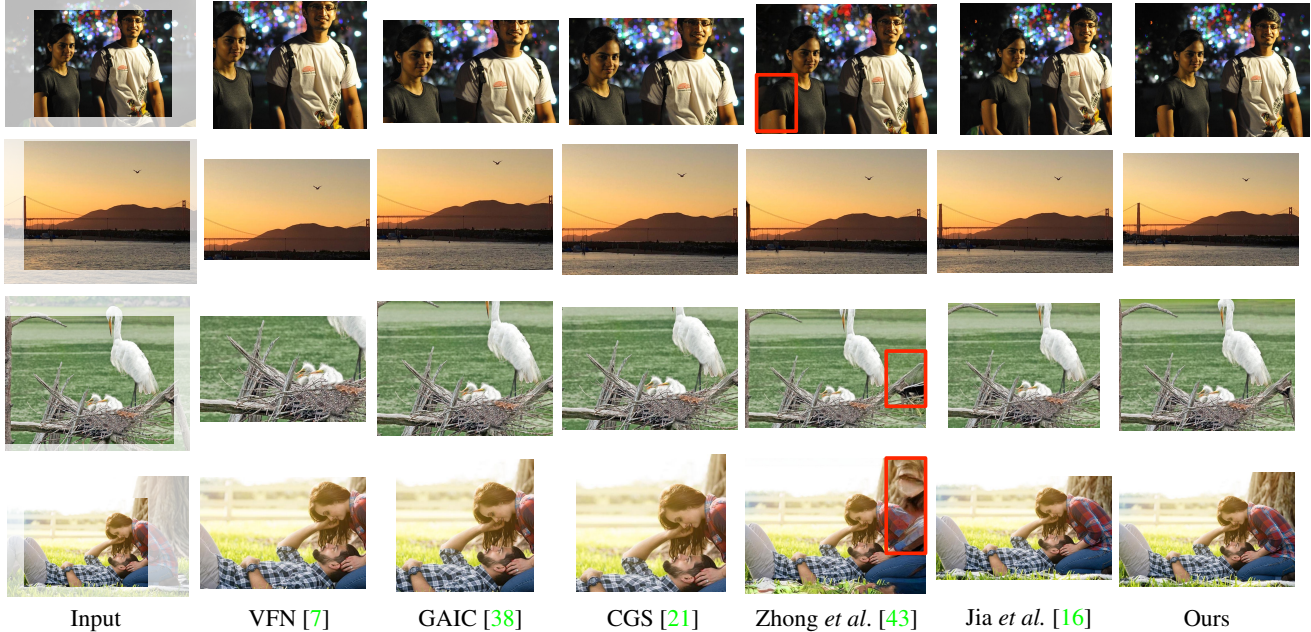 Input VFN [7] GAIC [38] CGS [21] Zhong et al. [43] Jia et al. [16] Ours